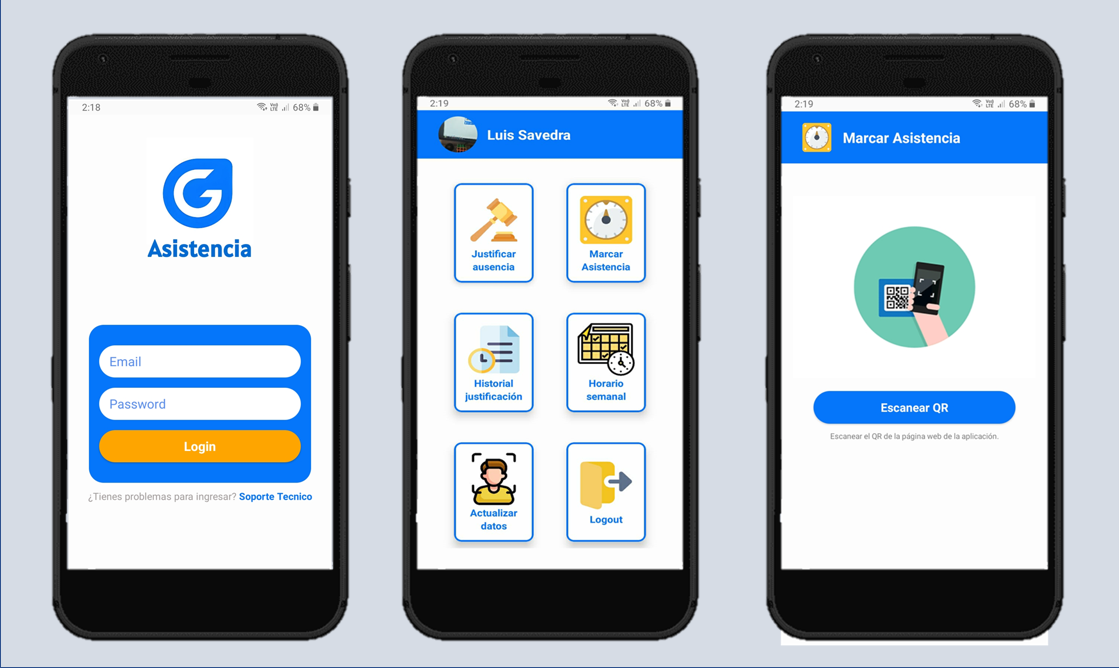 2:18
68%
Asistencia
Email
Password
Login
¿Tienes problemas para ingresar? Soporte Tecnico
2:19
68%
Luis Savedra
Justificar
ausencia
Marcar
Asistencia
Historial
justificación
Horario
semanal
Actualizar
datos
Logout
2:19
68%
Marcar Asistencia
Escanear QR
Escanear el QR de la página web de la aplicación.